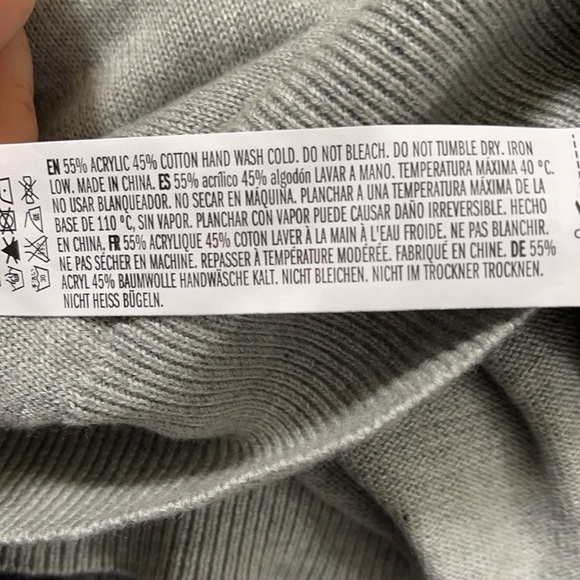 EN 55% ACRYLIC 45% COTTON HAND WASH COLD. DO NOT BLEACH. DO NOT TUMBLE DRY. IRON
LOW. MADE IN CHINA. ES 55% acrílico 45% algodón LAVAR A MANO. TEMPERATURA MÁXIMA 40 ºC.
NO USAR BLANQUEADOR. NO SECAR EN MÁQUINA. PLANCHAR A UNA TEMPERATURA MÁXIMA DE LA
BASE DE 110 ºC, SIN VAPOR. PLANCHAR CON VAPOR PUEDE CAUSAR DAÑO IRREVERSIBLE. HECHO
EN CHINA. FR 55% ACRYLIQUE 45% COTON LAVER À LA MAIN À L'EAU FROIDE. NE PAS BLANCHIR.
NE PAS SÉCHER EN MACHINE. REPASSER À TEMPÉRATURE MODÉRÉE. FABRIQUÉ EN CHINE. DE 55%
ACRYL 45% BAUMWOLLE HANDWÄSCHE KALT. NICHT BLEICHEN. NICHT IM TROCKNER TROCKNEN.
NICHT HEISS BÜGELN.